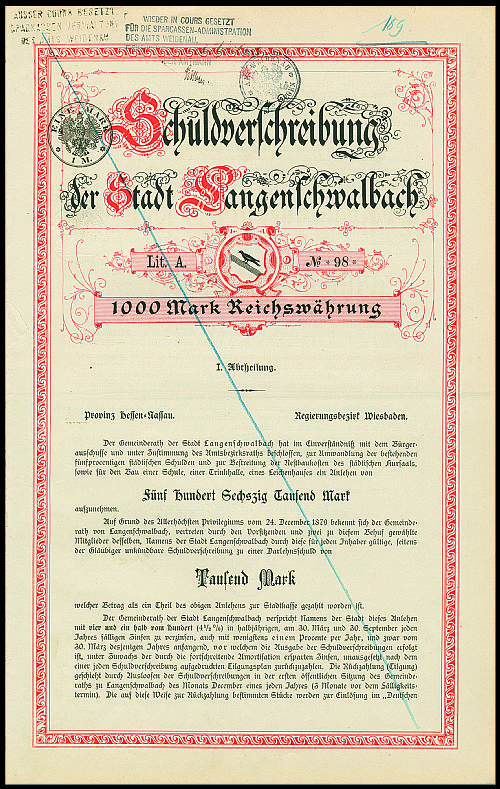 AUSSER COURS GESETZT
SPARKASSEN-VERWALTUNG
DES AMTS WEIDENAU
WIEDER IN COURS GESETZT
FÜR DIE SPARCASSEN-ADMINISTRATION
DES AMTS WEIDENAU
DER AMTMANN
159
EINE MARK
1 M.
Schuldverschreibung
der Stadt Langenschwalbach
Lit. A.
№ *98*
1000 Mark Reichswährung
I. Abtheilung.
Provinz Hessen-Nassau.
Regierungsbezirk Wiesbaden.
Der Gemeinderath der Stadt Langenschwalbach hat im Einverständniß mit dem Bürger-
ausschusse und unter Zustimmung des Amtsbezirksraths beschlossen, zur Umwandlung der bestehenden
fünfprocentigen städtischen Schulden und zur Bestreitung der Restbaukosten des städtischen Kursaals,
sowie für den Bau einer Schule, einer Trinkhalle, eines Leichenhauses ein Anlehen von
Fünf Hundert Sechszig Tausend Mark
aufzunehmen.
Auf Grund des Allerhöchsten Privilegiums vom 24. December 1879 bekennt sich der Gemeinde-
rath von Langenschwalbach, vertreten durch den Vorsitzenden und zwei zu diesem Behuf gewählte
Mitglieder desselben, Namens der Stadt Langenschwalbach durch diese für jeden Inhaber gültige, seitens
der Gläubiger unkündbare Schuldverschreibung zu einer Darlehnsschuld von
Tausend Mark
welcher Betrag als ein Theil des obigen Anlehens zur Stadtkasse gezahlt worden ist.
Der Gemeinderath der Stadt Langenschwalbach verspricht Namens der Stadt dieses Anlehen
mit vier und ein halb vom Hundert (4½%) in halbjährigen, am 30. März und 30. September jeden
Jahres fälligen Zinsen zu verzinsen, auch mit wenigstens einem Procente per Jahr, und zwar vom
30. März desjenigen Jahres anfangend, vor welchem die Ausgabe der Schuldverschreibungen erfolgt
ist, unter Zuwachs der durch die fortschreitende Amortisation ersparten Zinsen, unausgesetzt nach dem
einer jeden Schuldverschreibung aufgedruckten Tilgungsplan zurückzuzahlen. Die Rückzahlung (Tilgung)
geschieht durch Ausloosen der Schuldverschreibungen in der ersten öffentlichen Sitzung des Gemeinde-
raths zu Langenschwalbach des Monats December eines jeden Jahres (3 Monate vor dem Fälligkeits-
termin). Die auf diese Weise zur Rückzahlung bestimmten Stücke werden zur Einlösung im „Deutschen